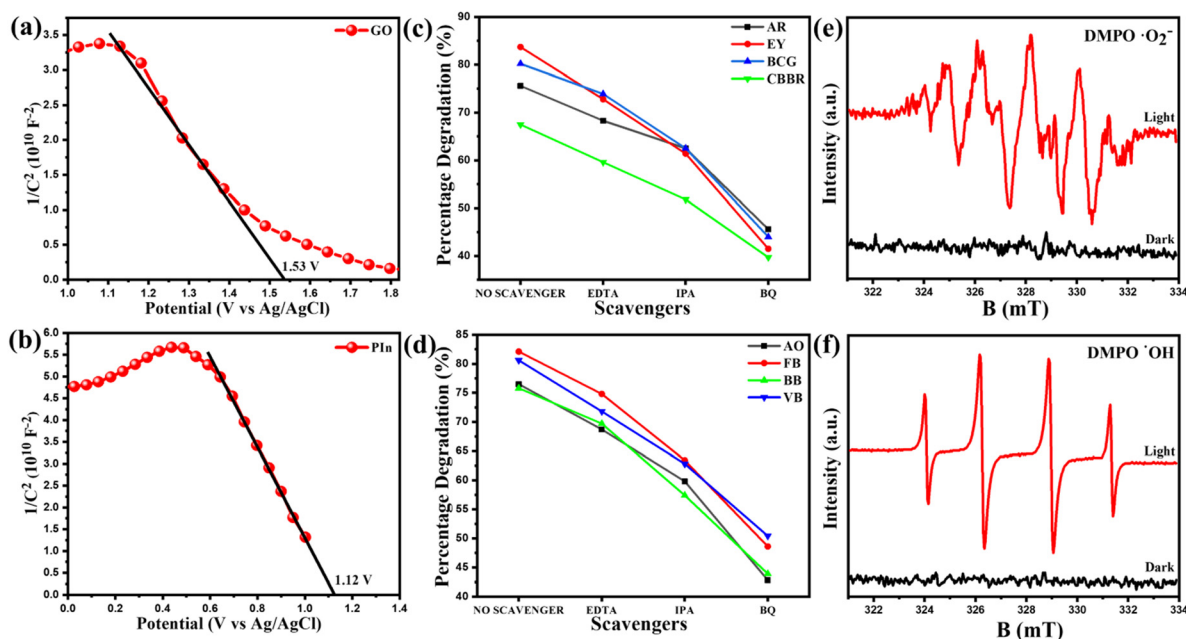 (a)
GO
3.5
3.0
2.5
2.0
1.5
1.0
0.5
0.0
1/C² (10¹⁰ F⁻²)
1.53 V
1.0 1.1 1.2 1.3 1.4 1.5 1.6 1.7 1.8
Potential (V vs Ag/AgCl)
(b)
PIn
6.0
5.5
5.0
4.5
4.0
3.5
3.0
2.5
2.0
1.5
1.0
0.5
0.0
1/C² (10¹⁰ F⁻²)
1.12 V
0.0 0.2 0.4 0.6 0.8 1.0 1.2 1.4
Potential (V vs Ag/AgCl)
(c)
AR
EY
BCG
CBBR
90
80
70
60
50
40
Percentage Degradation (%)
NO SCAVENGER EDTA IPA BQ
Scavengers
(d)
AO
FB
BB
VB
85
80
75
70
65
60
55
50
45
40
Percentage Degradation (%)
NO SCAVENGER EDTA IPA BQ
Scavengers
(e)
DMPO ·O₂⁻
Light
Dark
Intensity (a.u.)
322 324 326 328 330 332 334
B (mT)
(f)
DMPO ·OH
Light
Dark
Intensity (a.u.)
322 324 326 328 330 332 334
B (mT)